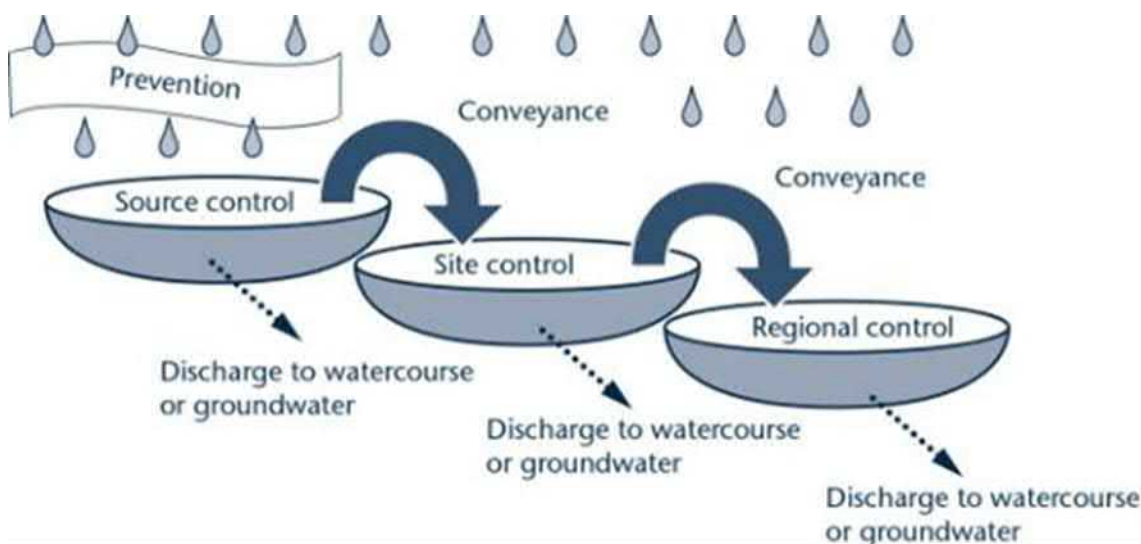 Prevention
Conveyance
Conveyance
Source control
Site control
Regional control
Discharge to watercourse
or groundwater
Discharge to watercourse
or groundwater
Discharge to watercourse
or groundwater